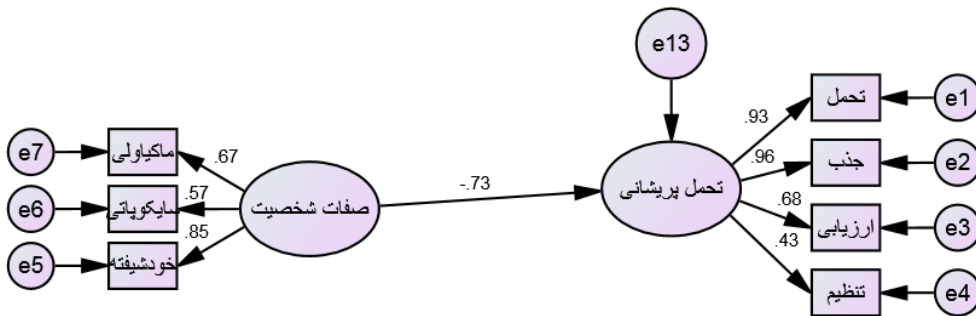 e13
e1
تحمل
.93
e7
ماکیاولی
.67
e2
جذب
.96
تحمل پریشانی
-.73
صفات شخصیت
e6
سایکوپاتی
.57
e3
ارزیابی
.68
e5
خودشیفته
.85
.43
e4
تنظیم